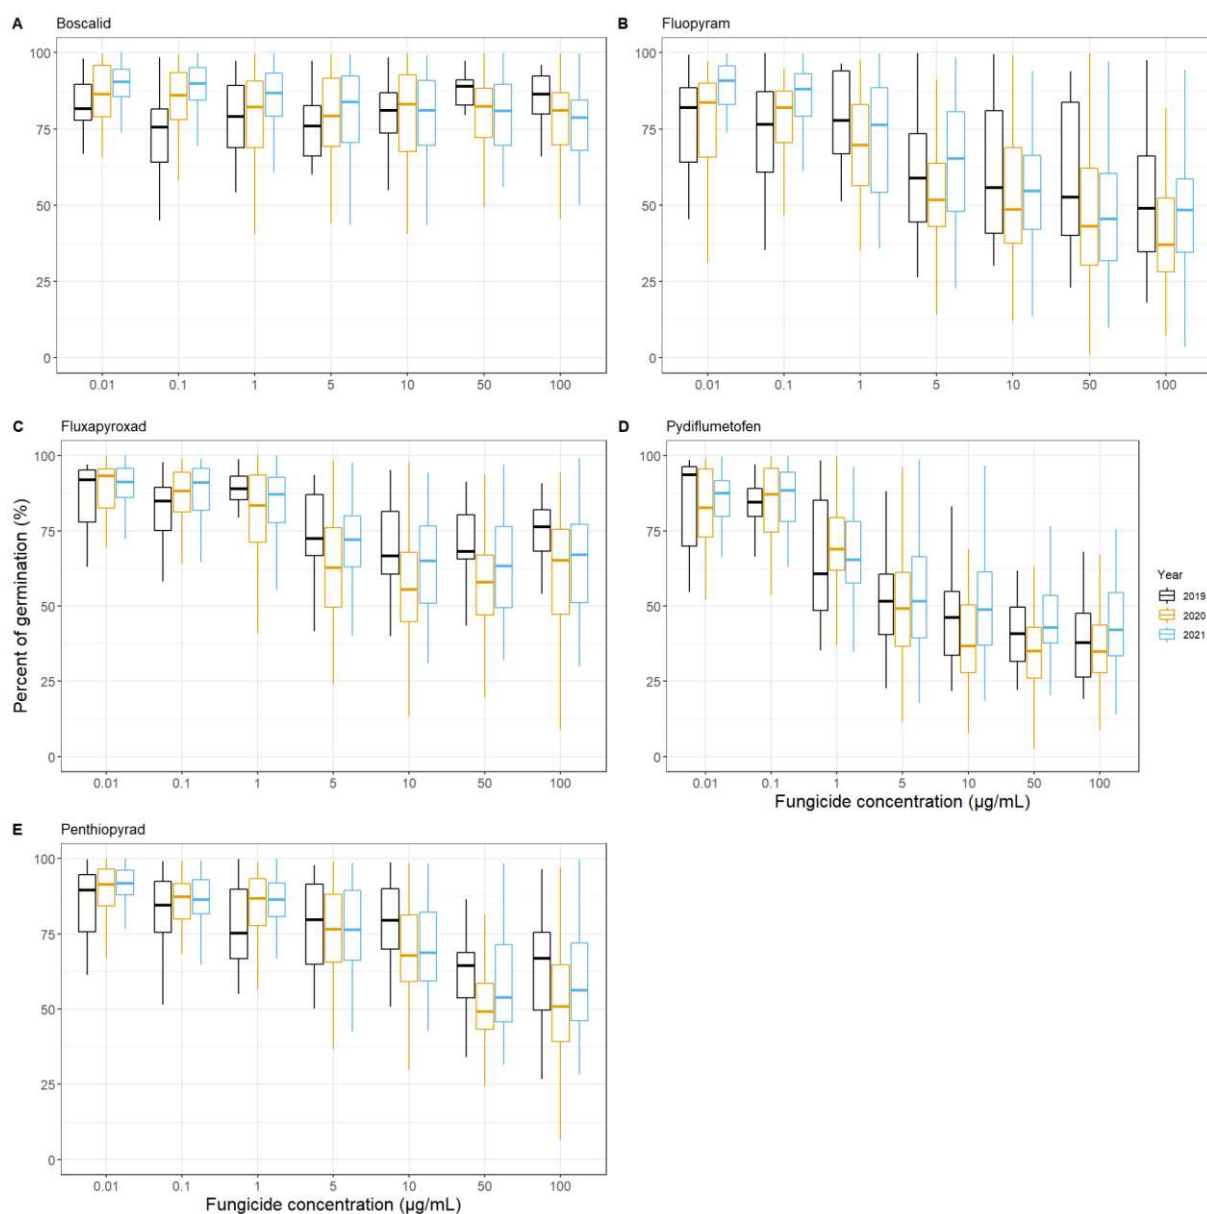 A Boscalid
B Fluopyram
100
75
50
25
0
100
75
50
25
0
0.01 0.1 1 5 10 50 100
0.01 0.1 1 5 10 50 100
C Fluxapyroxad
D Pydiflumetofen
Percent of germination (%)
100
75
50
25
0
100
75
50
25
0
Year
2019
2020
2021
0.01 0.1 1 5 10 50 100
0.01 0.1 1 5 10 50 100
Fungicide concentration (µg/mL)
E Penthiopyrad
100
75
50
25
0
0.01 0.1 1 5 10 50 100
Fungicide concentration (µg/mL)